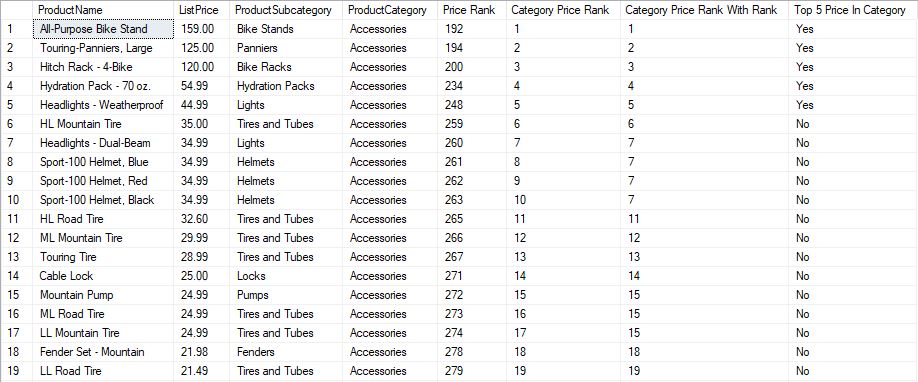 ProductName ListPrice ProductSubcategory ProductCategory Price Rank Category Price Rank Category Price Rank With Rank Top 5 Price In Category
1 All-Purpose Bike Stand 159.00 Bike Stands Accessories 192 1 1 Yes
2 Touring-Panniers, Large 125.00 Panniers Accessories 194 2 2 Yes
3 Hitch Rack - 4-Bike 120.00 Bike Racks Accessories 200 3 3 Yes
4 Hydration Pack - 70 oz. 54.99 Hydration Packs Accessories 234 4 4 Yes
5 Headlights - Weatherproof 44.99 Lights Accessories 248 5 5 Yes
6 HL Mountain Tire 35.00 Tires and Tubes Accessories 259 6 6 No
7 Headlights - Dual-Beam 34.99 Lights Accessories 260 7 7 No
8 Sport-100 Helmet, Blue 34.99 Helmets Accessories 261 8 7 No
9 Sport-100 Helmet, Red 34.99 Helmets Accessories 262 9 7 No
10 Sport-100 Helmet, Black 34.99 Helmets Accessories 263 10 7 No
11 HL Road Tire 32.60 Tires and Tubes Accessories 265 11 11 No
12 ML Mountain Tire 29.99 Tires and Tubes Accessories 266 12 12 No
13 Touring Tire 28.99 Tires and Tubes Accessories 267 13 13 No
14 Cable Lock 25.00 Locks Accessories 271 14 14 No
15 Mountain Pump 24.99 Pumps Accessories 272 15 15 No
16 ML Road Tire 24.99 Tires and Tubes Accessories 273 16 15 No
17 LL Mountain Tire 24.99 Tires and Tubes Accessories 274 17 15 No
18 Fender Set - Mountain 21.98 Fenders Accessories 278 18 18 No
19 LL Road Tire 21.49 Tires and Tubes Accessories 279 19 19 No